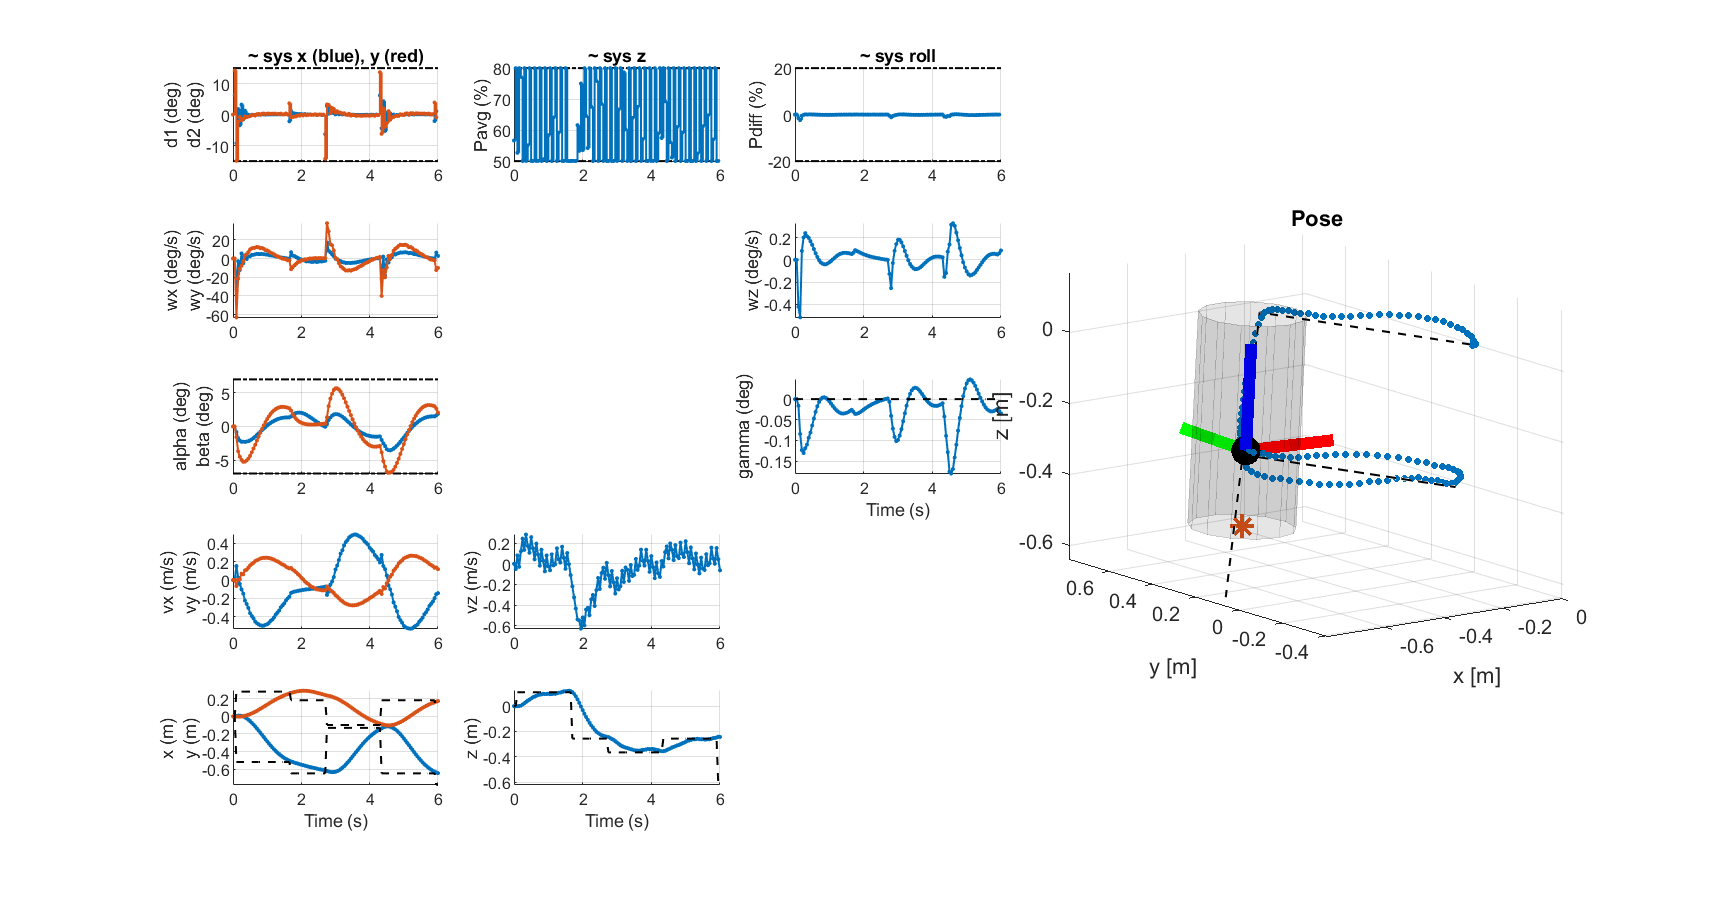 ~ sys x (blue), y (red)
~ sys z
~ sys roll
d1 (deg)
d2 (deg)
10
0
-10
0 2 4 6
Pavg (%)
80
70
60
50
0 2 4 6
Pdiff (%)
20
0
-20
0 2 4 6
wx (deg/s)
wy (deg/s)
20
0
-20
-40
-60
0 2 4 6
wz (deg/s)
0.2
0
-0.2
-0.4
0 2 4 6
alpha (deg)
beta (deg)
5
0
-5
0 2 4 6
gamma (deg)
0
-0.05
-0.1
-0.15
0 2 4 6
Time (s)
vx (m/s)
vy (m/s)
0.4
0.2
0
-0.2
-0.4
0 2 4 6
vz (m/s)
0.2
0
-0.2
-0.4
-0.6
0 2 4 6
x (m)
y (m)
0.2
0
-0.2
-0.4
-0.6
0 2 4 6
Time (s)
z (m)
0
-0.2
-0.4
-0.6
0 2 4 6
Time (s)
Pose
z [m]
0
-0.2
-0.4
-0.6
0.6
0.4
0.2
0
-0.2
-0.4
y [m]
-0.6
-0.4
-0.2
0
x [m]